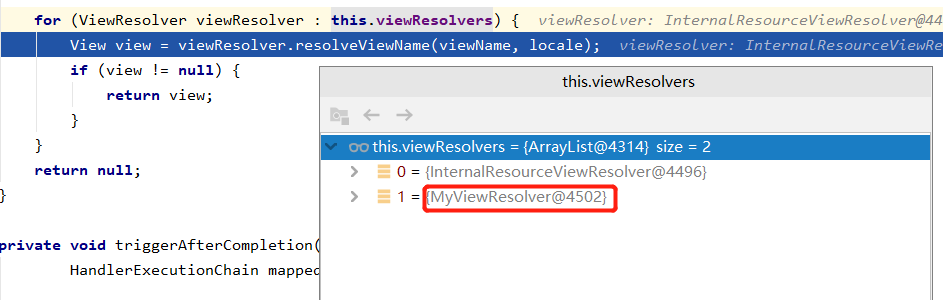 for (ViewResolver viewResolver : this.viewResolvers) { viewResolver: InternalResourceViewResolver@44
View view = viewResolver.resolveViewName(viewName, locale); viewResolver: InternalResourceViewRe
if (view != null) {
return view;
}
}
return null;
}
private void triggerAfterCompletion(
HandlerExecutionChain mapped
this.viewResolvers
this.viewResolvers = {ArrayList@4314} size = 2
0 = {InternalResourceViewResolver@4496}
1 = {MyViewResolver@4502}